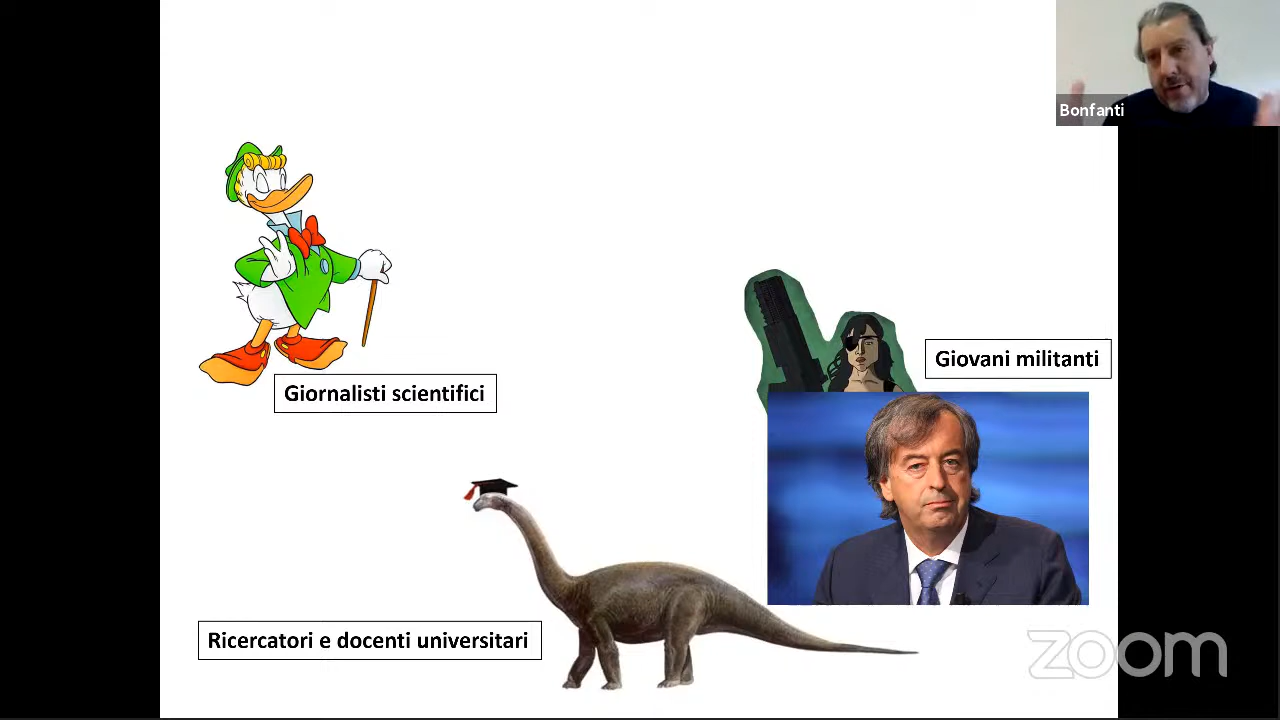 Bonfanti
Giovani militanti
Giornalisti scientifici
Ricercatori e docenti universitari
zoom